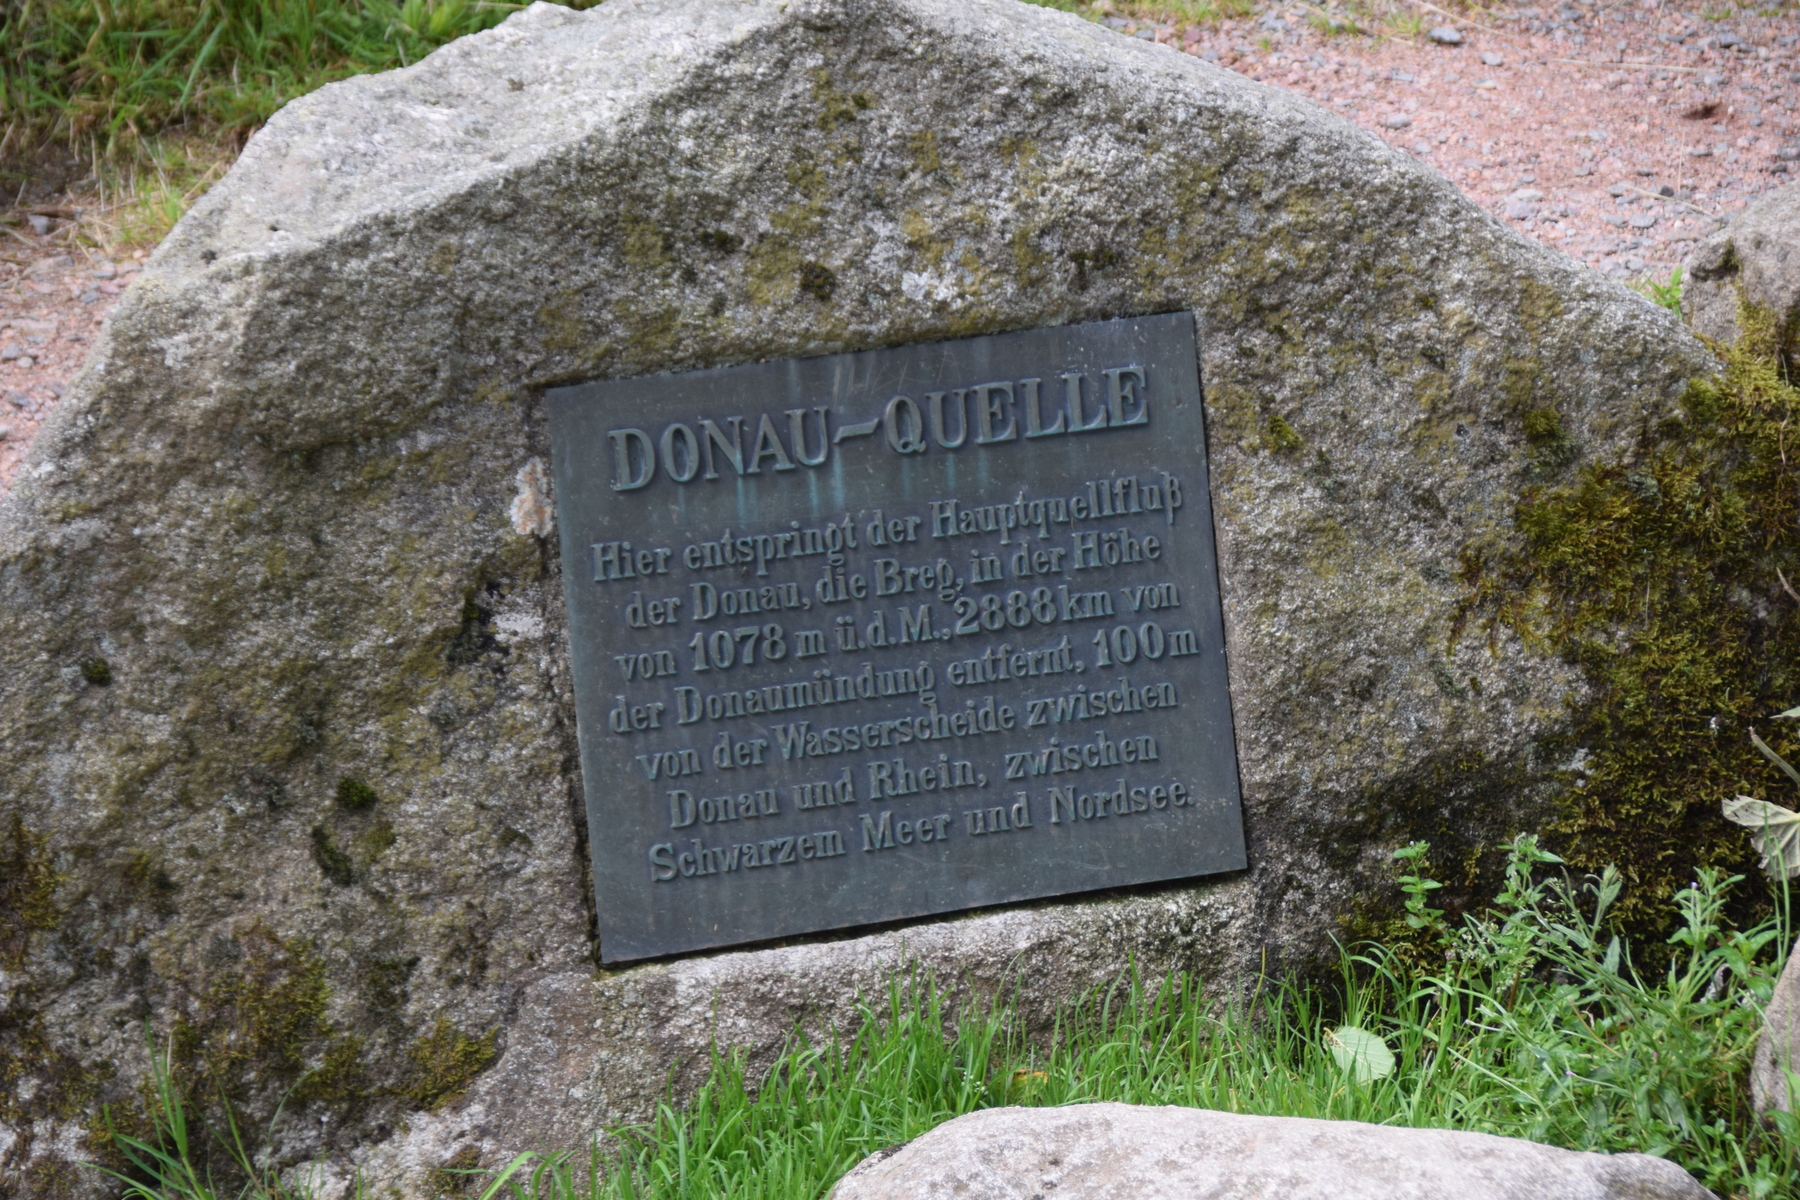 DONAU-QUELLE
Hier entspringt der Hauptquellfluß
der Donau, die Breg, in der Höhe
von 1078 m ü.d.M., 2888 km von
der Donaumündung entfernt, 100 m
von der Wasserscheide zwischen
Donau und Rhein, zwischen
Schwarzem Meer und Nordsee.